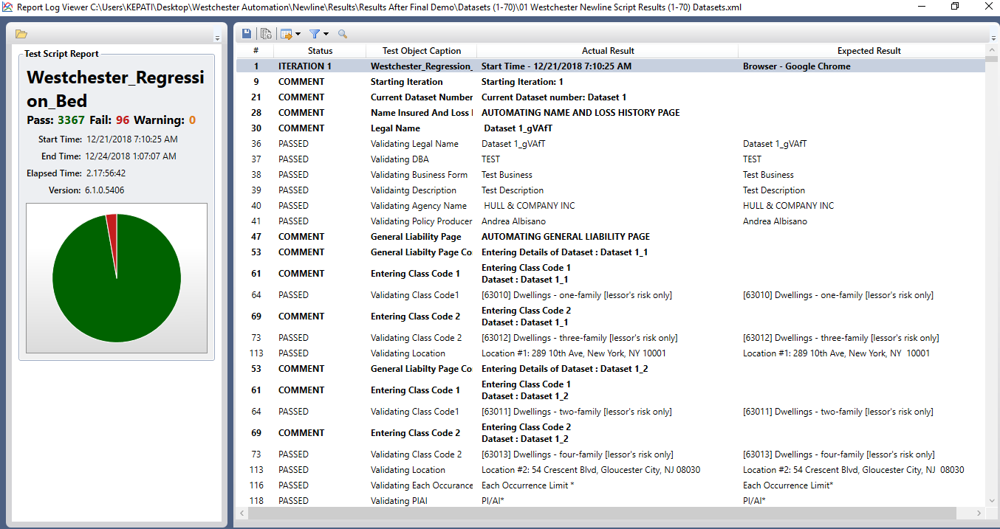 Report Log Viewer C:\Users\KEPATI\Desktop\Westchester Automation\Newline\Results\Results After Final Demo\Datasets (1-70)\01 Westchester Newline Script Results (1-70) Datasets.xml
Test Script Report
Westchester_Regressi
on_Bed
Pass: 3367 Fail: 96 Warning: 0
Start Time: 12/21/2018 7:10:25 AM
End Time: 12/24/2018 1:07:07 AM
Elapsed Time: 2.17:56:42
Version: 6.1.0.5406
# Status Test Object Caption Actual Result Expected Result
1 ITERATION 1 Westchester_Regression_ Start Time - 12/21/2018 7:10:25 AM Browser - Google Chrome
9 COMMENT Starting Iteration Starting Iteration: 1
21 COMMENT Current Dataset Number Current Dataset number: Dataset 1
28 COMMENT Name Insured And Loss AUTOMATING NAME AND LOSS HISTORY PAGE
30 COMMENT Legal Name Dataset 1_gVAfT
36 PASSED Validating Legal Name Dataset 1_gVAfT Dataset 1_gVAfT
37 PASSED Validating DBA TEST TEST
38 PASSED Validating Business Form Test Business Test Business
39 PASSED Validaintg Description Test Description Test Description
40 PASSED Validating Agency Name HULL & COMPANY INC HULL & COMPANY INC
41 PASSED Validating Policy Producer Andrea Albisano Andrea Albisano
47 COMMENT General Liability Page AUTOMATING GENERAL LIABILITY PAGE
53 COMMENT General Liabilty Page Co Entering Details of Dataset : Dataset 1_1
61 COMMENT Entering Class Code 1 Entering Class Code 1
Dataset : Dataset 1_1
64 PASSED Validating Class Code1 [63010] Dwellings - one-family [lessor's risk only] [63010] Dwellings - one-family [lessor's risk only]
69 COMMENT Entering Class Code 2 Entering Class Code 2
Dataset : Dataset 1_1
73 PASSED Validating Class Code 2 [63012] Dwellings - three-family [lessor's risk only] [63012] Dwellings - three-family [lessor's risk only]
113 PASSED Validating Location Location #1: 289 10th Ave, New York, NY 10001 Location #1: 289 10th Ave, New York, NY  10001
53 COMMENT General Liabilty Page Co Entering Details of Dataset : Dataset 1_2
61 COMMENT Entering Class Code 1 Entering Class Code 1
Dataset : Dataset 1_2
64 PASSED Validating Class Code1 [63011] Dwellings - two-family [lessor's risk only] [63011] Dwellings - two-family [lessor's risk only]
69 COMMENT Entering Class Code 2 Entering Class Code 2
Dataset : Dataset 1_2
73 PASSED Validating Class Code 2 [63013] Dwellings - four-family [lessor's risk only] [63013] Dwellings - four-family [lessor's risk only]
113 PASSED Validating Location Location #2: 54 Crescent Blvd, Gloucester City, NJ 08030 Location #2: 54 Crescent Blvd, Gloucester City, NJ  08030
116 PASSED Validating Each Occurance Each Occurrence Limit * Each Occurrence Limit*
118 PASSED Validating PIAI PI/AI* PI/AI*